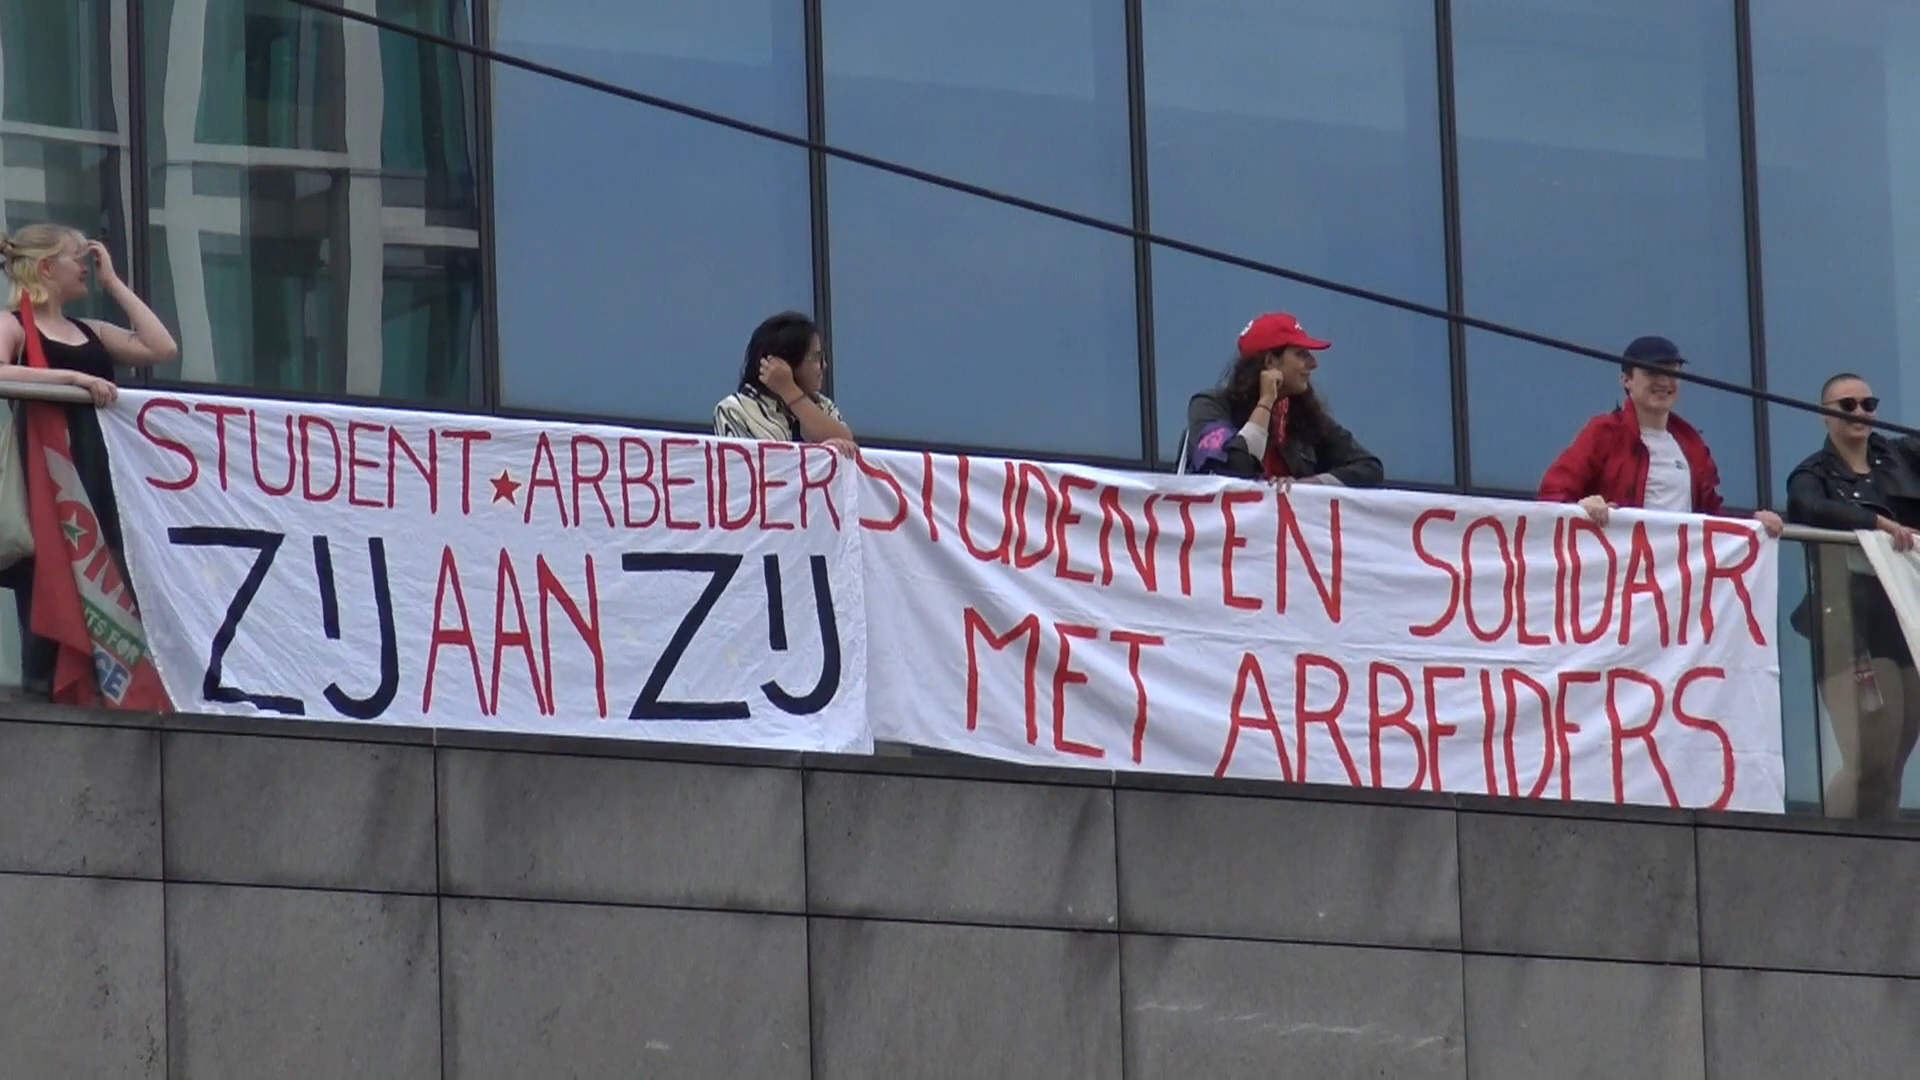 STUDENT★ARBEIDER
ZIJ AAN ZIJ
STUDENTEN SOLIDAIR
MET ARBEIDERS